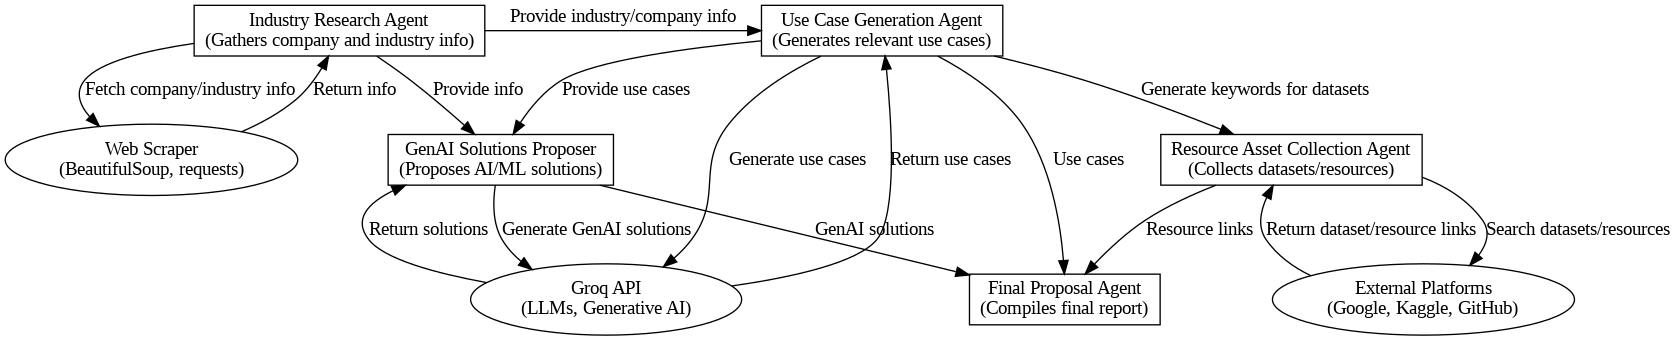 Industry Research Agent
(Gathers company and industry info)
Provide industry/company info
Use Case Generation Agent
(Generates relevant use cases)
Fetch company/industry info
Return info
Provide info
Provide use cases
Generate keywords for datasets
Web Scraper
(BeautifulSoup, requests)
GenAI Solutions Proposer
(Proposes AI/ML solutions)
Generate use cases
Return use cases
Use cases
Resource Asset Collection Agent
(Collects datasets/resources)
Return solutions
Generate GenAI solutions
GenAI solutions
Resource links
Return dataset/resource links
Search datasets/resources
Groq API
(LLMs, Generative AI)
Final Proposal Agent
(Compiles final report)
External Platforms
(Google, Kaggle, GitHub)